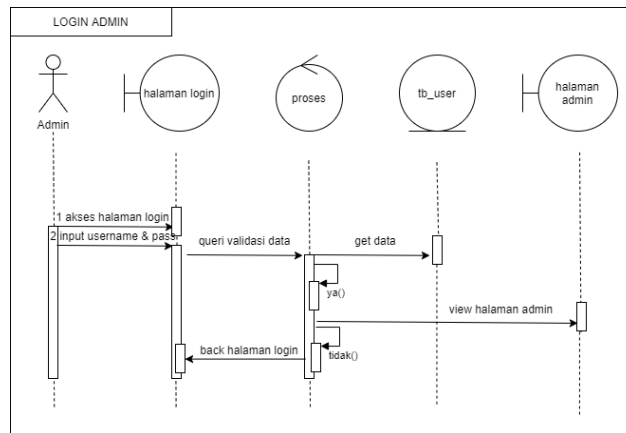 LOGIN ADMIN
Admin
halaman login
proses
tb_user
halaman
admin
1 akses halaman login
2 input username & pass
queri validasi data
get data
ya()
view halaman admin
tidak()
back halaman login